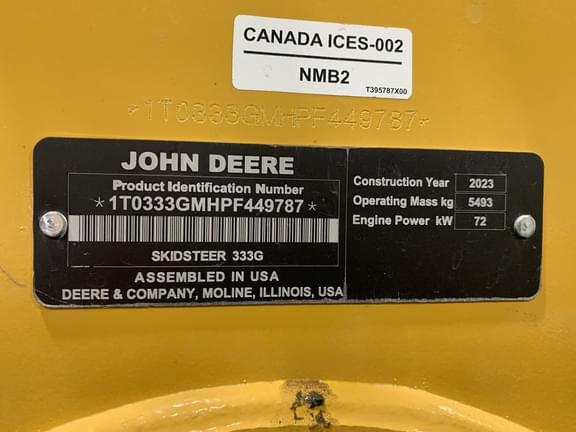 CANADA ICES-002
NMB2
T395787X00
*1T0333GMHPF449787*
JOHN DEERE
Product Identification Number
*1T0333GMHPF449787*
SKIDSTEER 333G
ASSEMBLED IN USA
DEERE & COMPANY, MOLINE, ILLINOIS, USA
Construction Year 2023
Operating Mass kg 5493
Engine Power kW 72